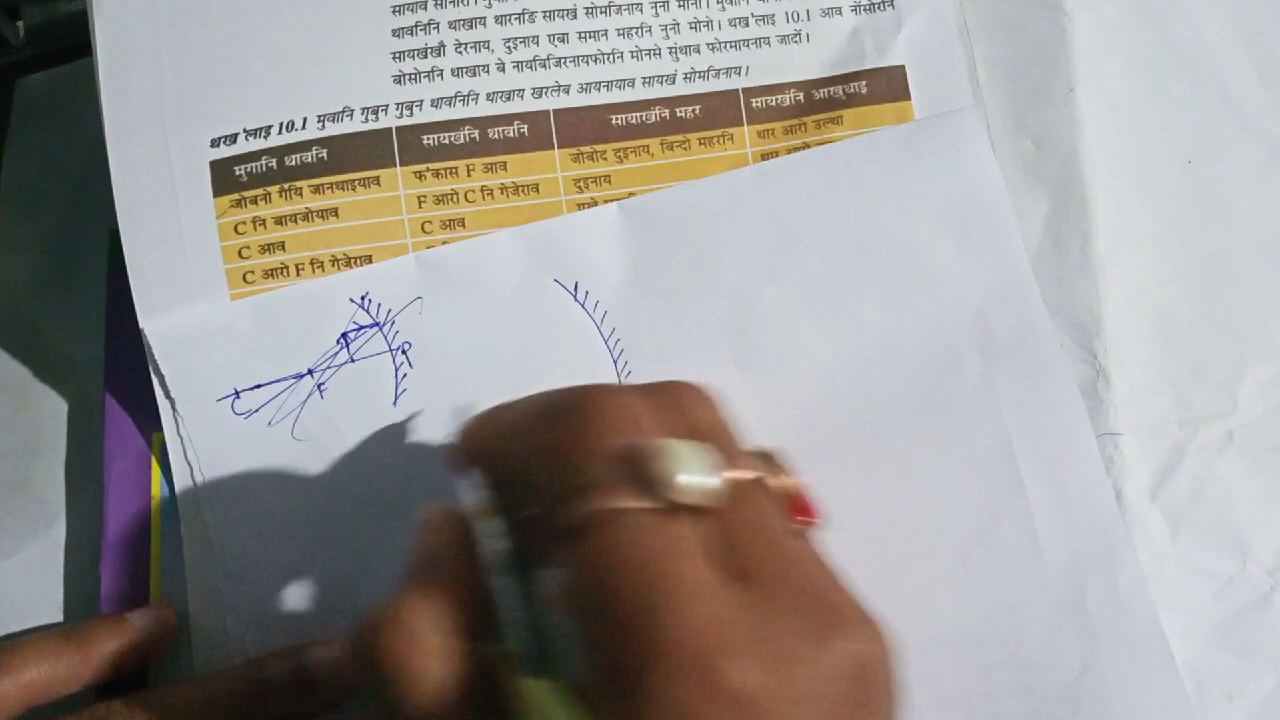 थावनिनि थाखाय थारनङि सायखं सोमजिनाय नुनो मोनो।
सायखंखौ देरनाय, दुइनाय एबा समान महरनि नुनो मोनो। थख'लाइ 10.1 आव नोंसोरनि
बोसोननि थाखाय बे नायबिजिरनायफोरनि मोनसे सुंथाव फोरमायनाय जादों।
थख'लाइ 10.1 मुवानि गुबुन गुबुन थावनिनि थाखाय खरलेब आयनायाव सायखं सोमजिनाय।
मुगानि थावनि सायखंनि थावनि सायाखंनि महर सायखंनि आखुथाइ
जोबनो गैयि जानथाइयाव फ'कास F आव जोबोद दुइनाय, बिन्दो महरनि थार आरो उल्था
C नि बायजोयाव F आरो C नि गेजेराव दुइनाय
C आव C आव
C आरो F नि गेजेराव
C
F